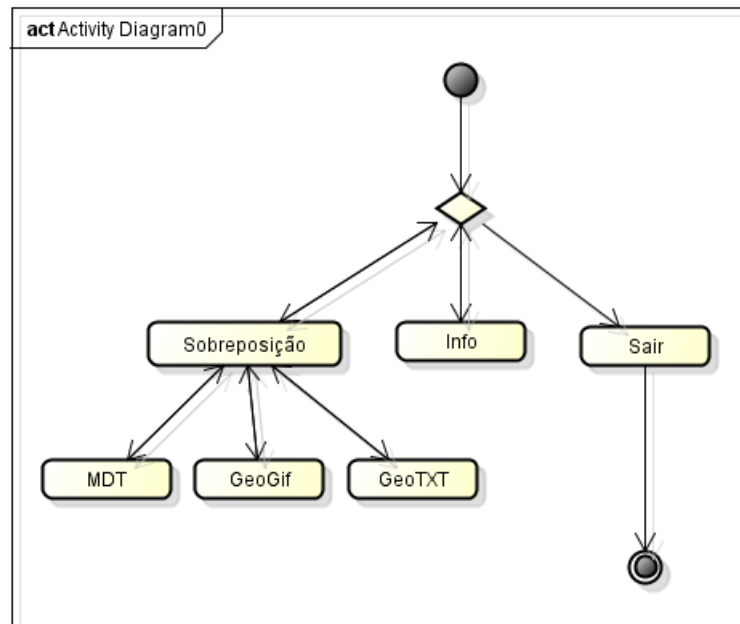 act Activity Diagram0
Sobreposição
Info
Sair
MDT
GeoGif
GeoTXT